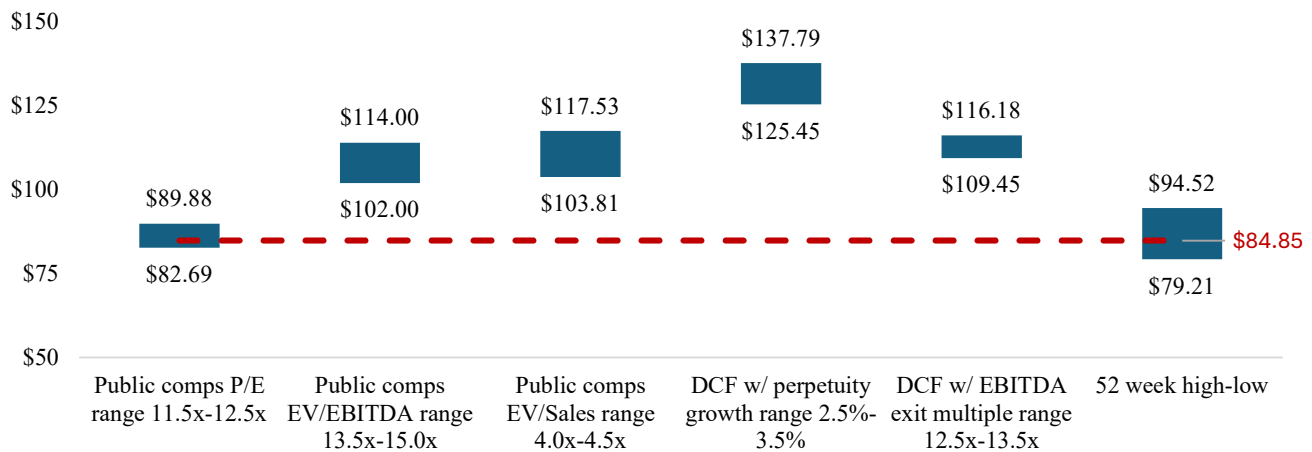 $150
$125
$100
$75
$50
$89.88
$82.69
$114.00
$102.00
$117.53
$103.81
$137.79
$125.45
$116.18
$109.45
$94.52
$79.21
$84.85
Public comps P/E
range 11.5x-12.5x
Public comps
EV/EBITDA range
13.5x-15.0x
Public comps
EV/Sales range
4.0x-4.5x
DCF w/ perpetuity
growth range 2.5%-
3.5%
DCF w/ EBITDA
exit multiple range
12.5x-13.5x
52 week high-low